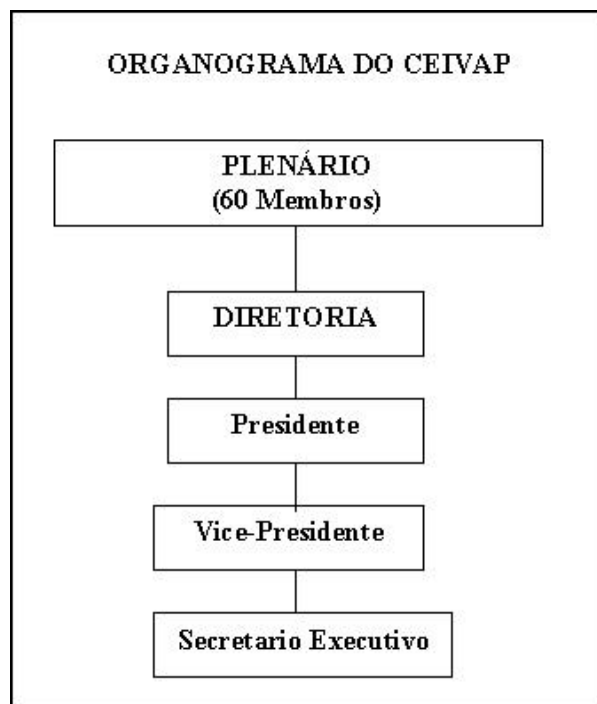 ORGANOGRAMA DO CEIVAP
PLENÁRIO
(60 Membros)
DIRETORIA
Presidente
Vice-Presidente
Secretario Executivo